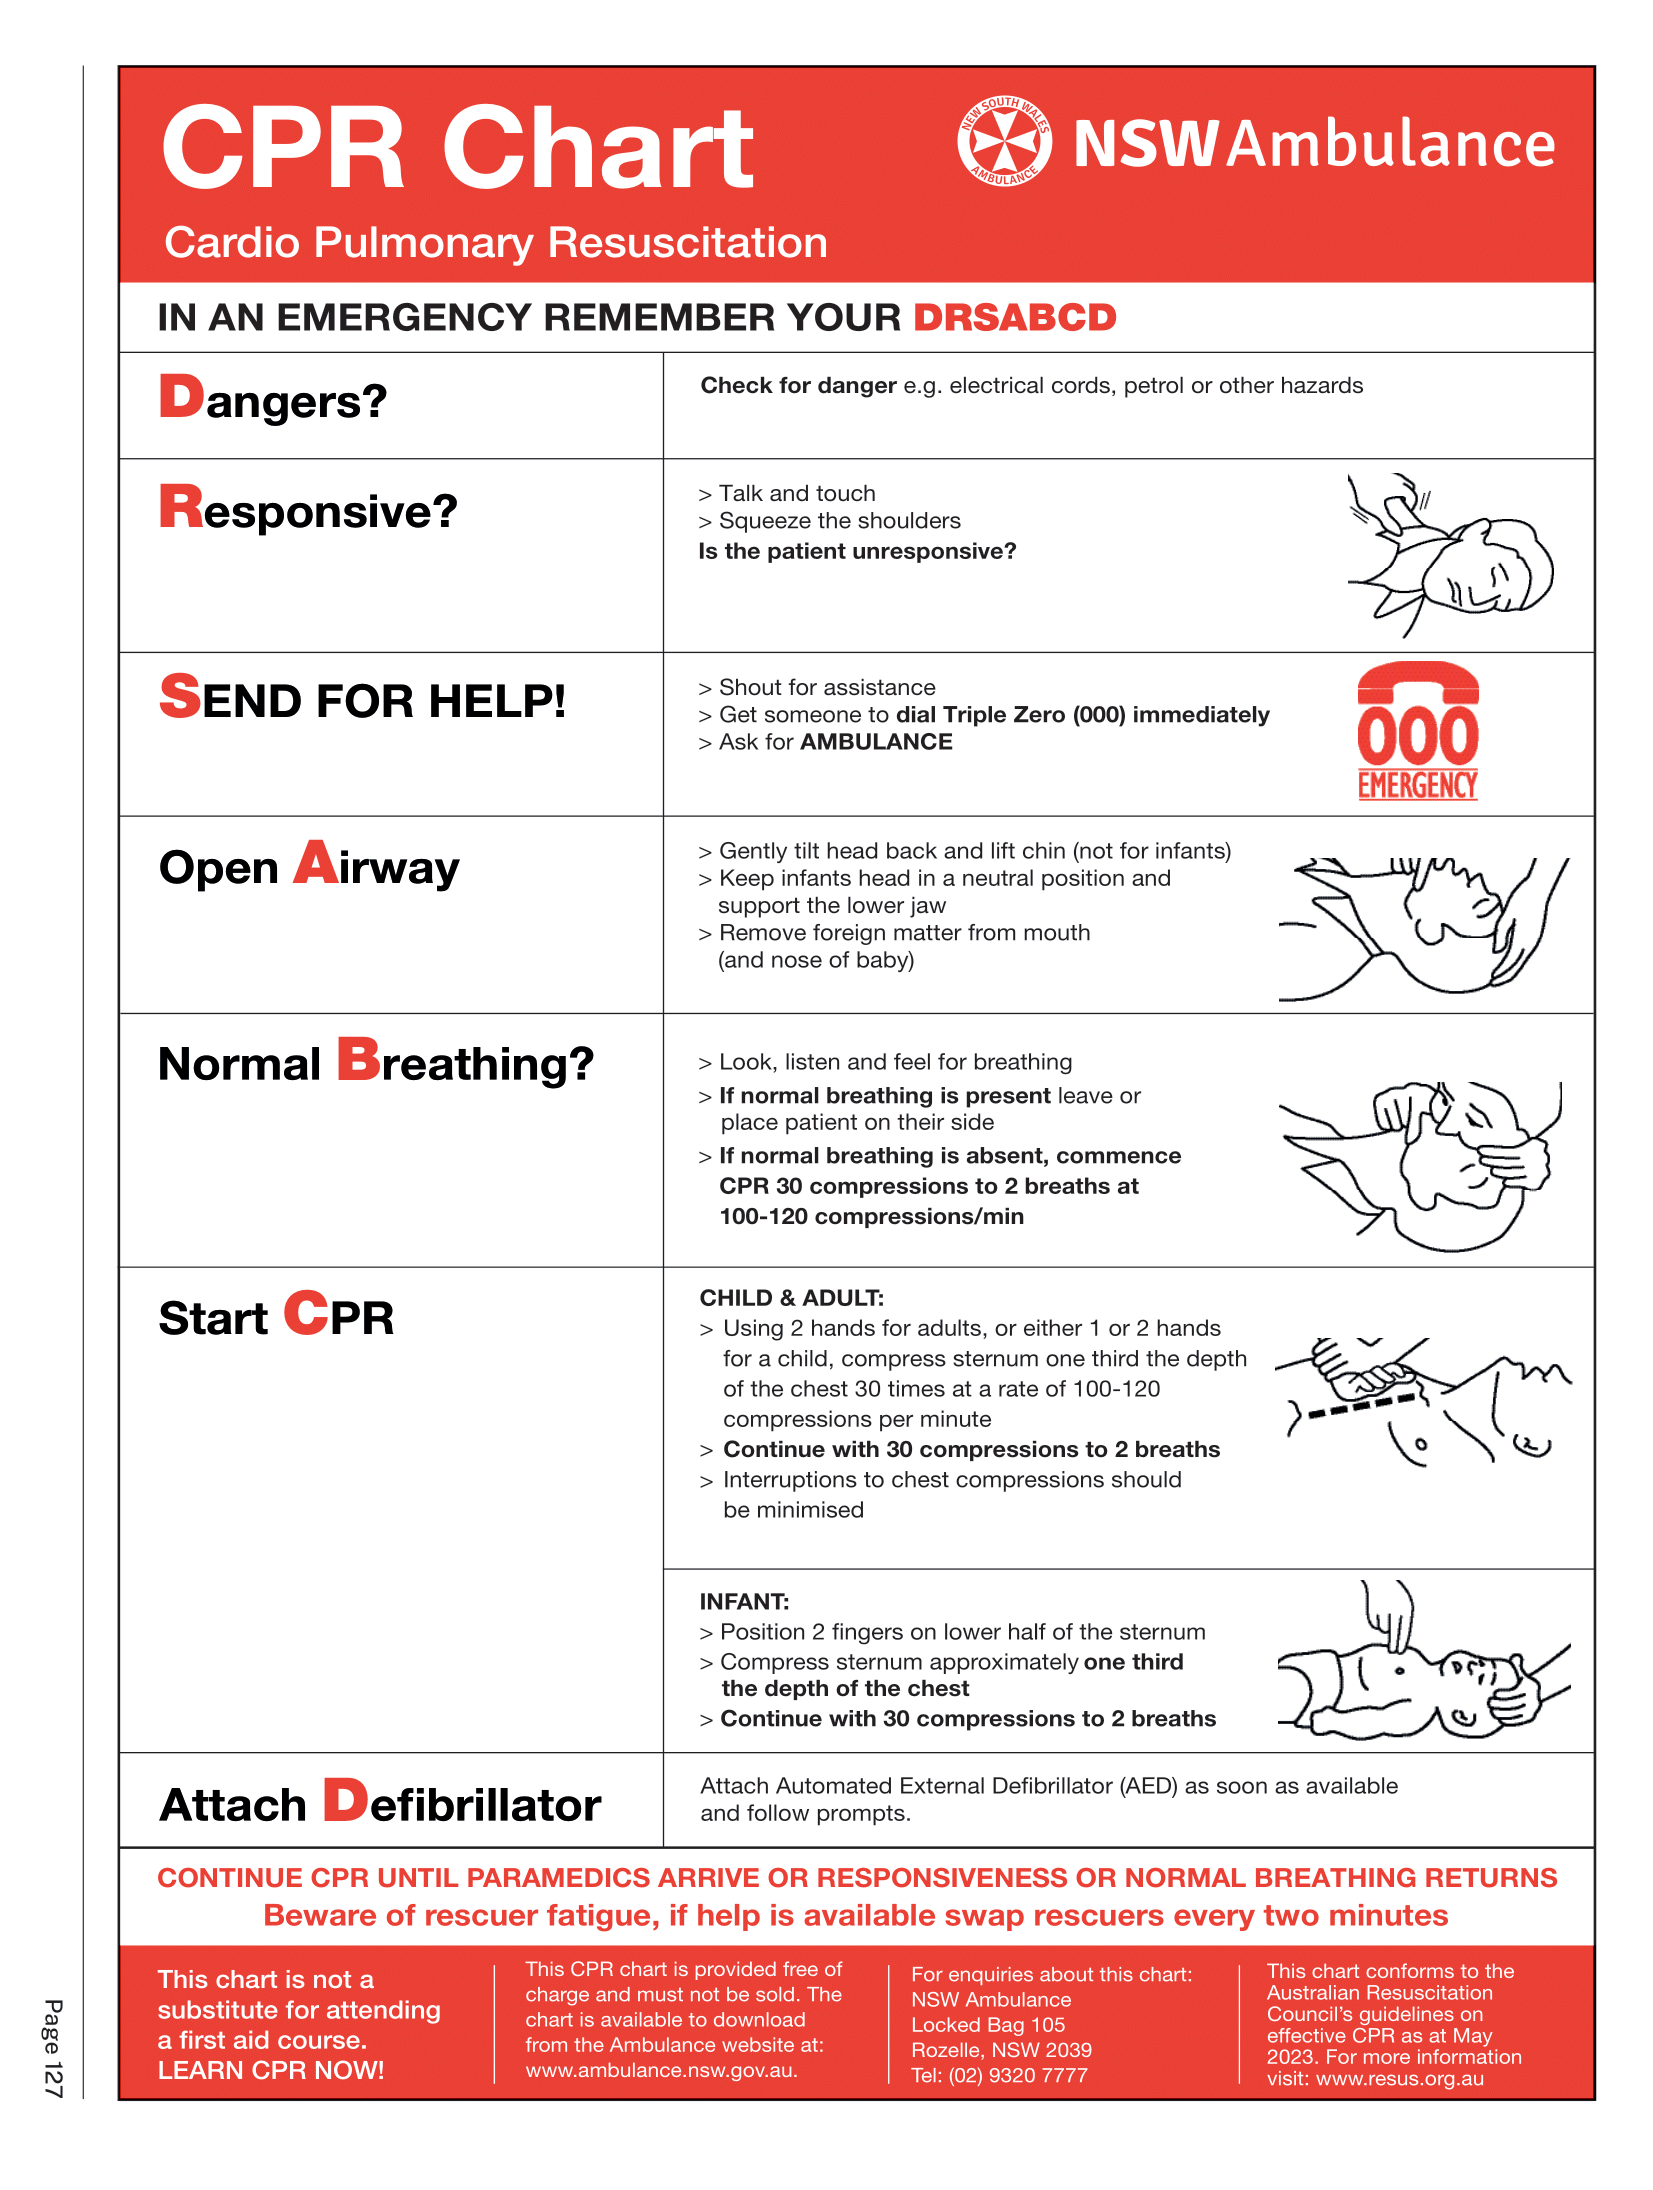 CPR Chart
Cardio Pulmonary Resuscitation
NEW SOUTH WALES
AMBULANCE
NSW Ambulance
IN AN EMERGENCY REMEMBER YOUR DRSABCD
Dangers?
Check for danger e.g. electrical cords, petrol or other hazards
Responsive?
> Talk and touch
> Squeeze the shoulders
Is the patient unresponsive?
SEND FOR HELP!
> Shout for assistance
> Get someone to dial Triple Zero (000) immediately
> Ask for AMBULANCE
000
EMERGENCY
Open Airway
> Gently tilt head back and lift chin (not for infants)
> Keep infants head in a neutral position and
support the lower jaw
> Remove foreign matter from mouth
(and nose of baby)
Normal Breathing?
> Look, listen and feel for breathing
> If normal breathing is present leave or
place patient on their side
> If normal breathing is absent, commence
CPR 30 compressions to 2 breaths at
100-120 compressions/min
Start CPR
CHILD & ADULT:
> Using 2 hands for adults, or either 1 or 2 hands
for a child, compress sternum one third the depth
of the chest 30 times at a rate of 100-120
compressions per minute
> Continue with 30 compressions to 2 breaths
> Interruptions to chest compressions should
be minimised
INFANT:
> Position 2 fingers on lower half of the sternum
> Compress sternum approximately one third
the depth of the chest
> Continue with 30 compressions to 2 breaths
Attach Defibrillator
Attach Automated External Defibrillator (AED) as soon as available
and follow prompts.
CONTINUE CPR UNTIL PARAMEDICS ARRIVE OR RESPONSIVENESS OR NORMAL BREATHING RETURNS
Beware of rescuer fatigue, if help is available swap rescuers every two minutes
This chart is not a
substitute for attending
a first aid course.
LEARN CPR NOW!
This CPR chart is provided free of
charge and must not be sold. The
chart is available to download
from the Ambulance website at:
www.ambulance.nsw.gov.au.
For enquiries about this chart:
NSW Ambulance
Locked Bag 105
Rozelle, NSW 2039
Tel: (02) 9320 7777
This chart conforms to the
Australian Resuscitation
Council's guidelines on
effective CPR as at May
2023. For more information
visit: www.resus.org.au
Page 127